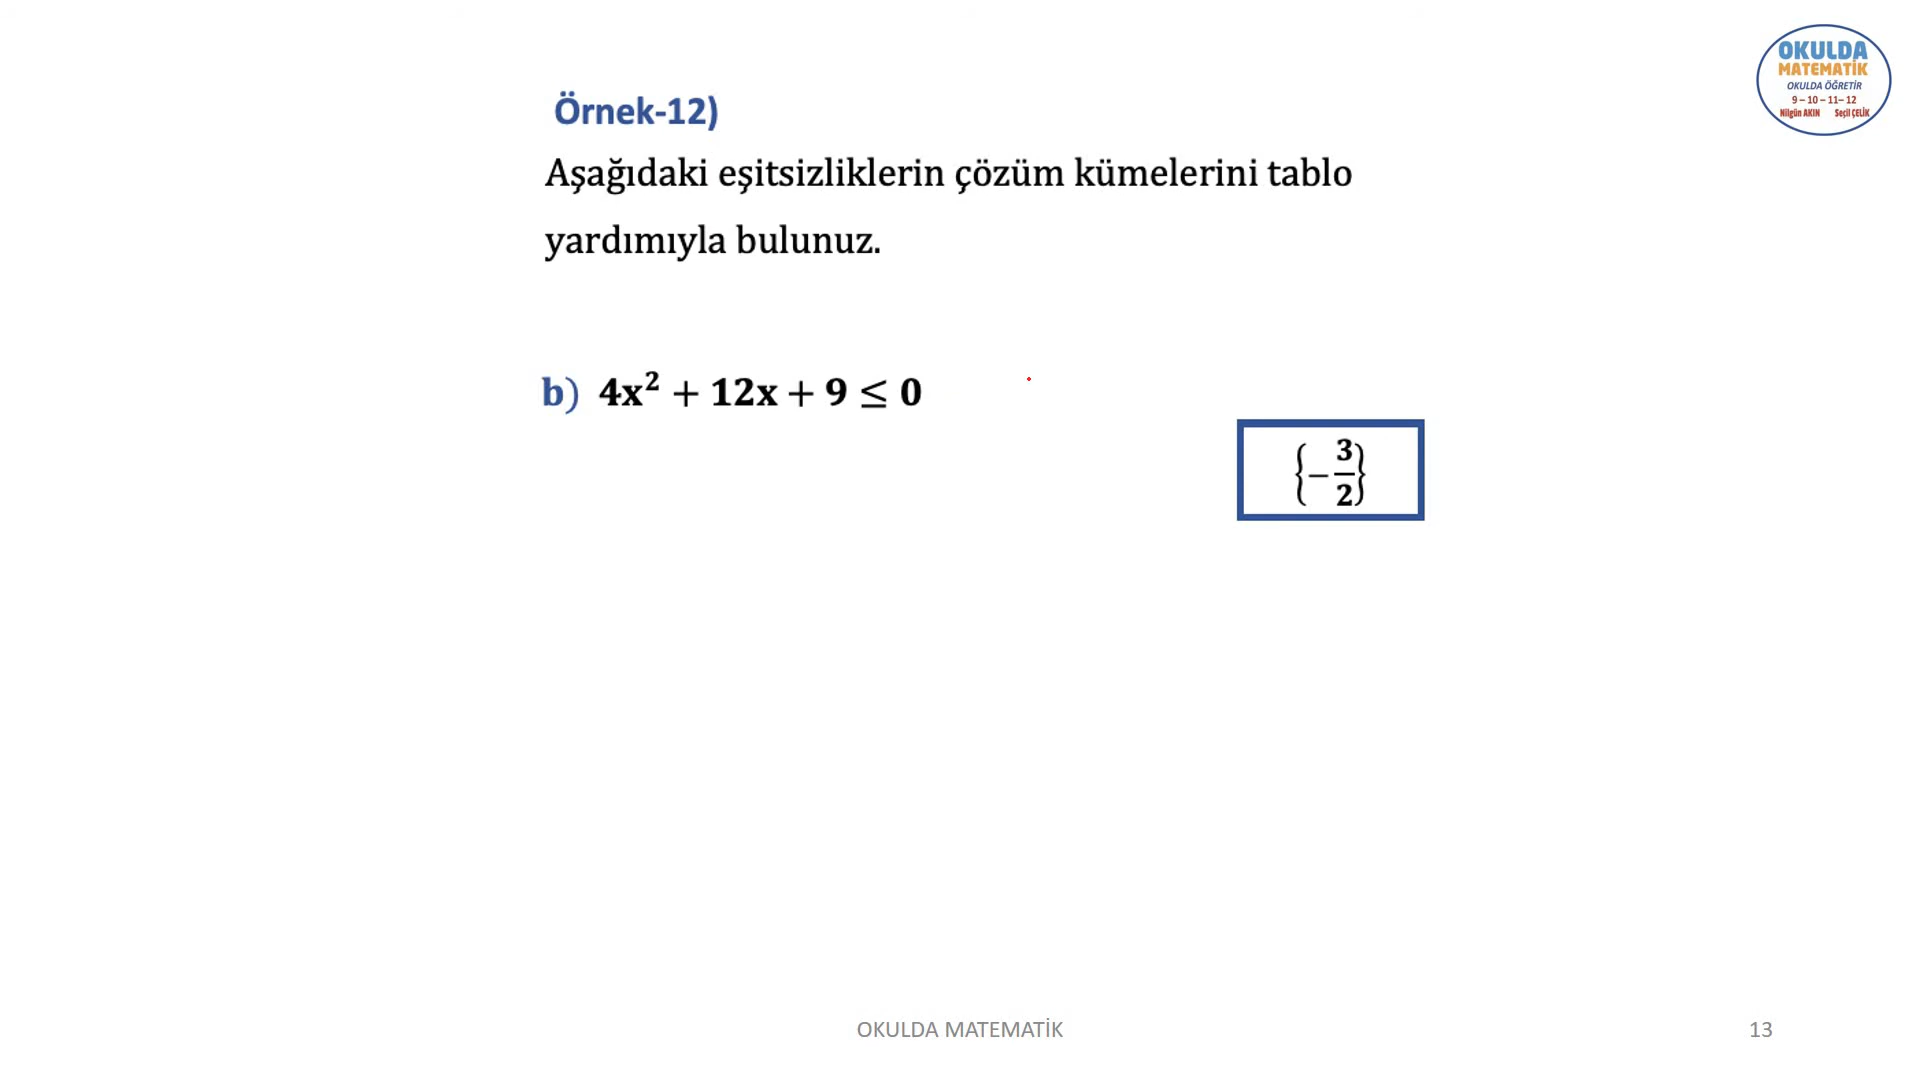 OKULDA
MATEMATİK
OKULDA ÖĞRETİR
9 – 10 – 11– 12
Nilgün AKIN Seçil ÇELİK
Örnek-12)
Aşağıdaki eşitsizliklerin çözüm kümelerini tablo
yardımıyla bulunuz.
b) 4x² + 12x + 9 ≤ 0
{−3/2}
OKULDA MATEMATİK
13